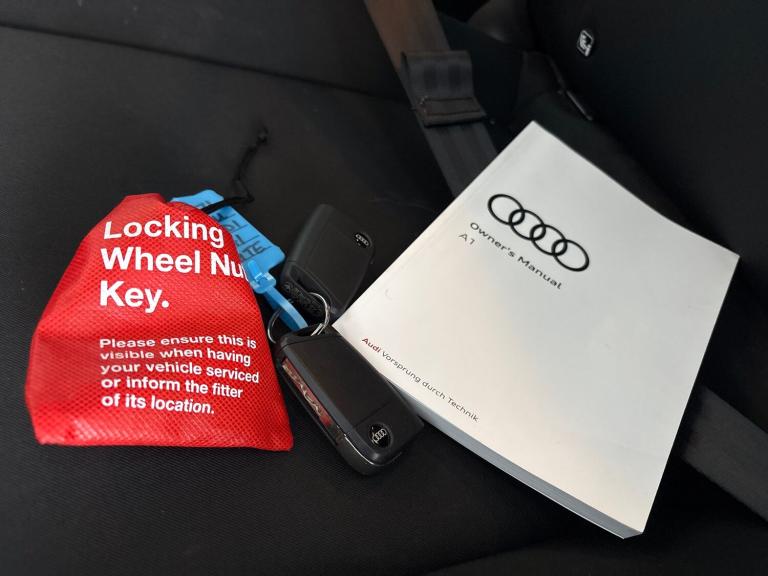 Locking
Wheel Nu
Key.
Please ensure this is
visible when having
your vehicle serviced
or inform the fitter
of its location.
Owner's Manual
A1
Audi Vorsprung durch Technik